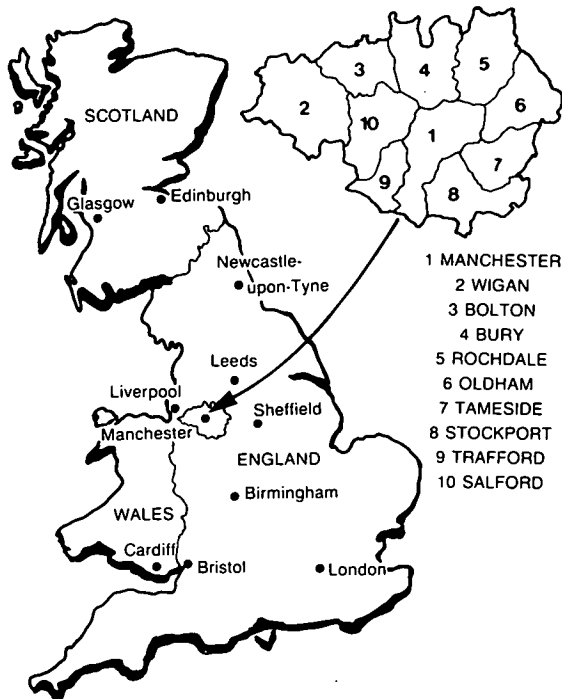 3
4
5
2
10
1
6
7
9
8
SCOTLAND
Glasgow
Edinburgh
Newcastle-
upon-Tyne
Leeds
Liverpool
Manchester
Sheffield
ENGLAND
Birmingham
WALES
Cardiff
Bristol
London
1 MANCHESTER
2 WIGAN
3 BOLTON
4 BURY
5 ROCHDALE
6 OLDHAM
7 TAMESIDE
8 STOCKPORT
9 TRAFFORD
10 SALFORD